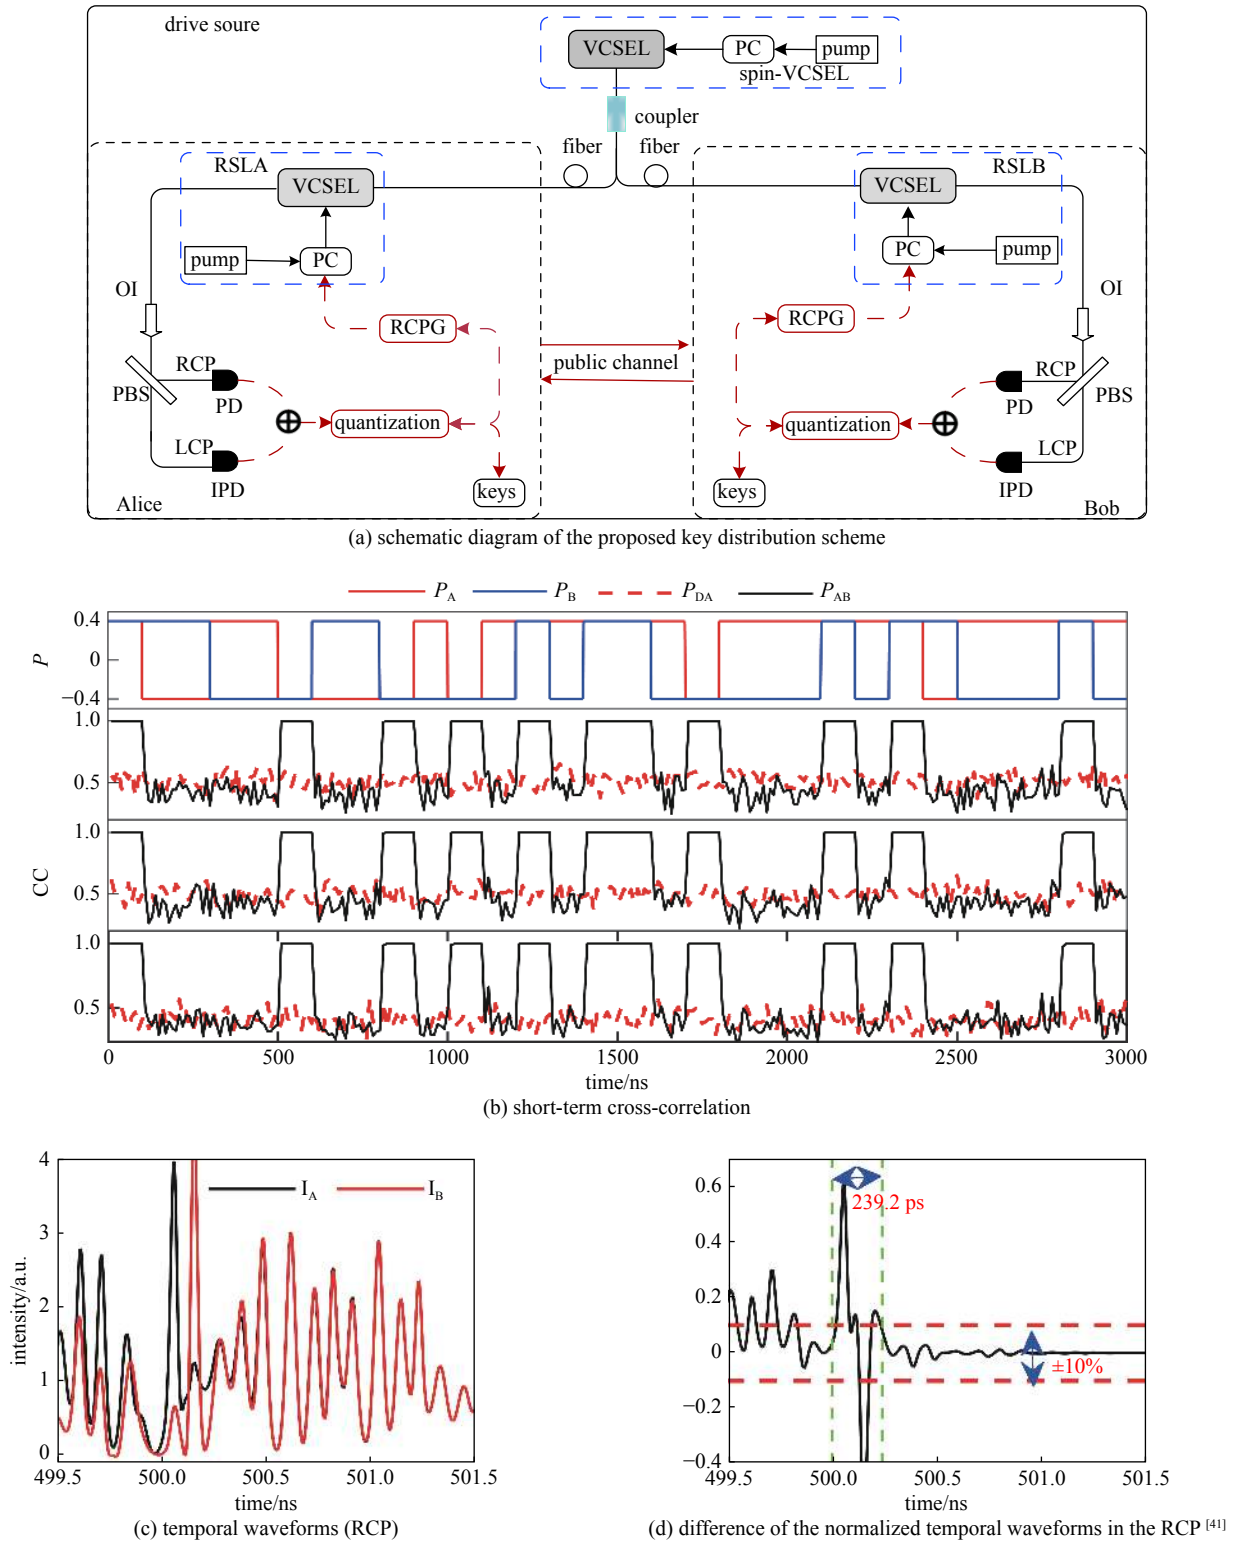 drive soure
VCSEL
PC
pump
spin-VCSEL
coupler
fiber
fiber
RSLA
VCSEL
VCSEL
RSLB
pump
PC
PC
pump
OI
OI
RCPG
RCPG
public channel
RCP
RCP
PBS
PD
PD
PBS
quantization
quantization
LCP
LCP
IPD
IPD
keys
keys
Alice
Bob
(a) schematic diagram of the proposed key distribution scheme
P_A P_B P_DA P_AB
0.4
P
0
−0.4
1.0
0.5
1.0
CC
0.5
1.0
0.5
0 500 1000 1500 2000 2500 3000
time/ns
(b) short-term cross-correlation
4
3
2
1
0
intensity/a.u.
I_A I_B
499.5 500.0 500.5 501.0 501.5
time/ns
(c) temporal waveforms (RCP)
0.6
0.4
0.2
0
−0.2
−0.4
239.2 ps
±10%
499.5 500.0 500.5 501.0 501.5
time/ns
(d) difference of the normalized temporal waveforms in the RCP [41]